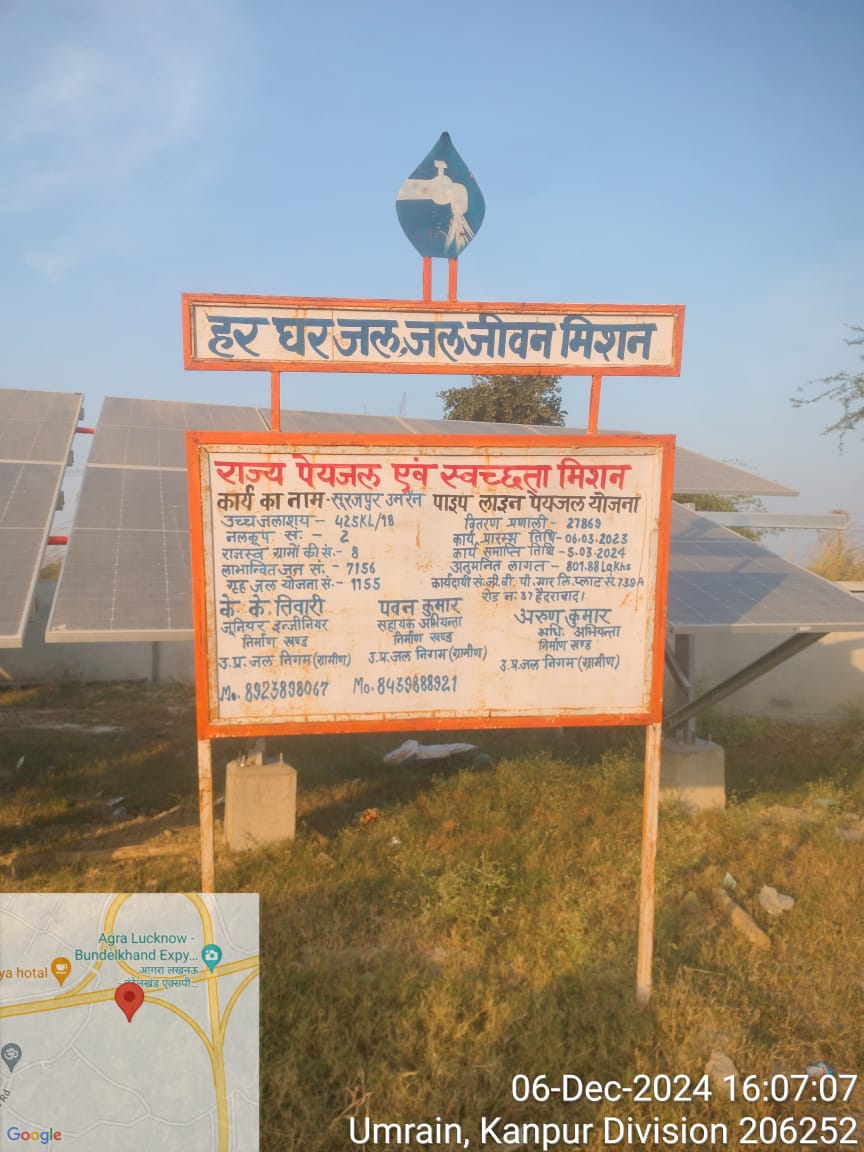 हर घर जल,जल जीवन मिशन
राज्य पेयजल एवं स्वच्छता मिशन
कार्य का नाम-सूरजपुर उमरैन पाइप लाइन पेयजल योजना
उच्च जलाशय - 425KL/18
नलकूप सं. - 2
राजस्व ग्रामों की सं.- 8
लाभान्वित जन सं.- 7156
गृह जल योजना सं.- 1155
वितरण प्रणाली - 27869
कार्य प्रारम्भ तिथि-06.03.2023
कार्य समाप्ति तिथि-5.03.2024
अनुमनित लागत - 801.88 Lakhs
कार्यदायी सं.जी.वी. पी.आर लि.प्लाट सं.739A
रोड न. 37 हैदराबाद।
के. के. तिवारी
जूनियर इन्जीनियर
निर्माण खण्ड
उ.प्र.जल निगम (ग्रामीण)
Mo. 8923898067
पवन कुमार
सहायक अभियन्ता
निर्माण खण्ड
उ.प्र.जल निगम (ग्रामीण)
Mo. 8439888921
अरुण कुमार
अधि. अभियन्ता
निर्माण खण्ड
उ.प्र.जल निगम (ग्रामीण)
Agra Lucknow -
Bundelkhand Expy...
आगरा लखनऊ
ya hotal
Rd
Google
06-Dec-2024 16:07:07
Umrain, Kanpur Division 206252